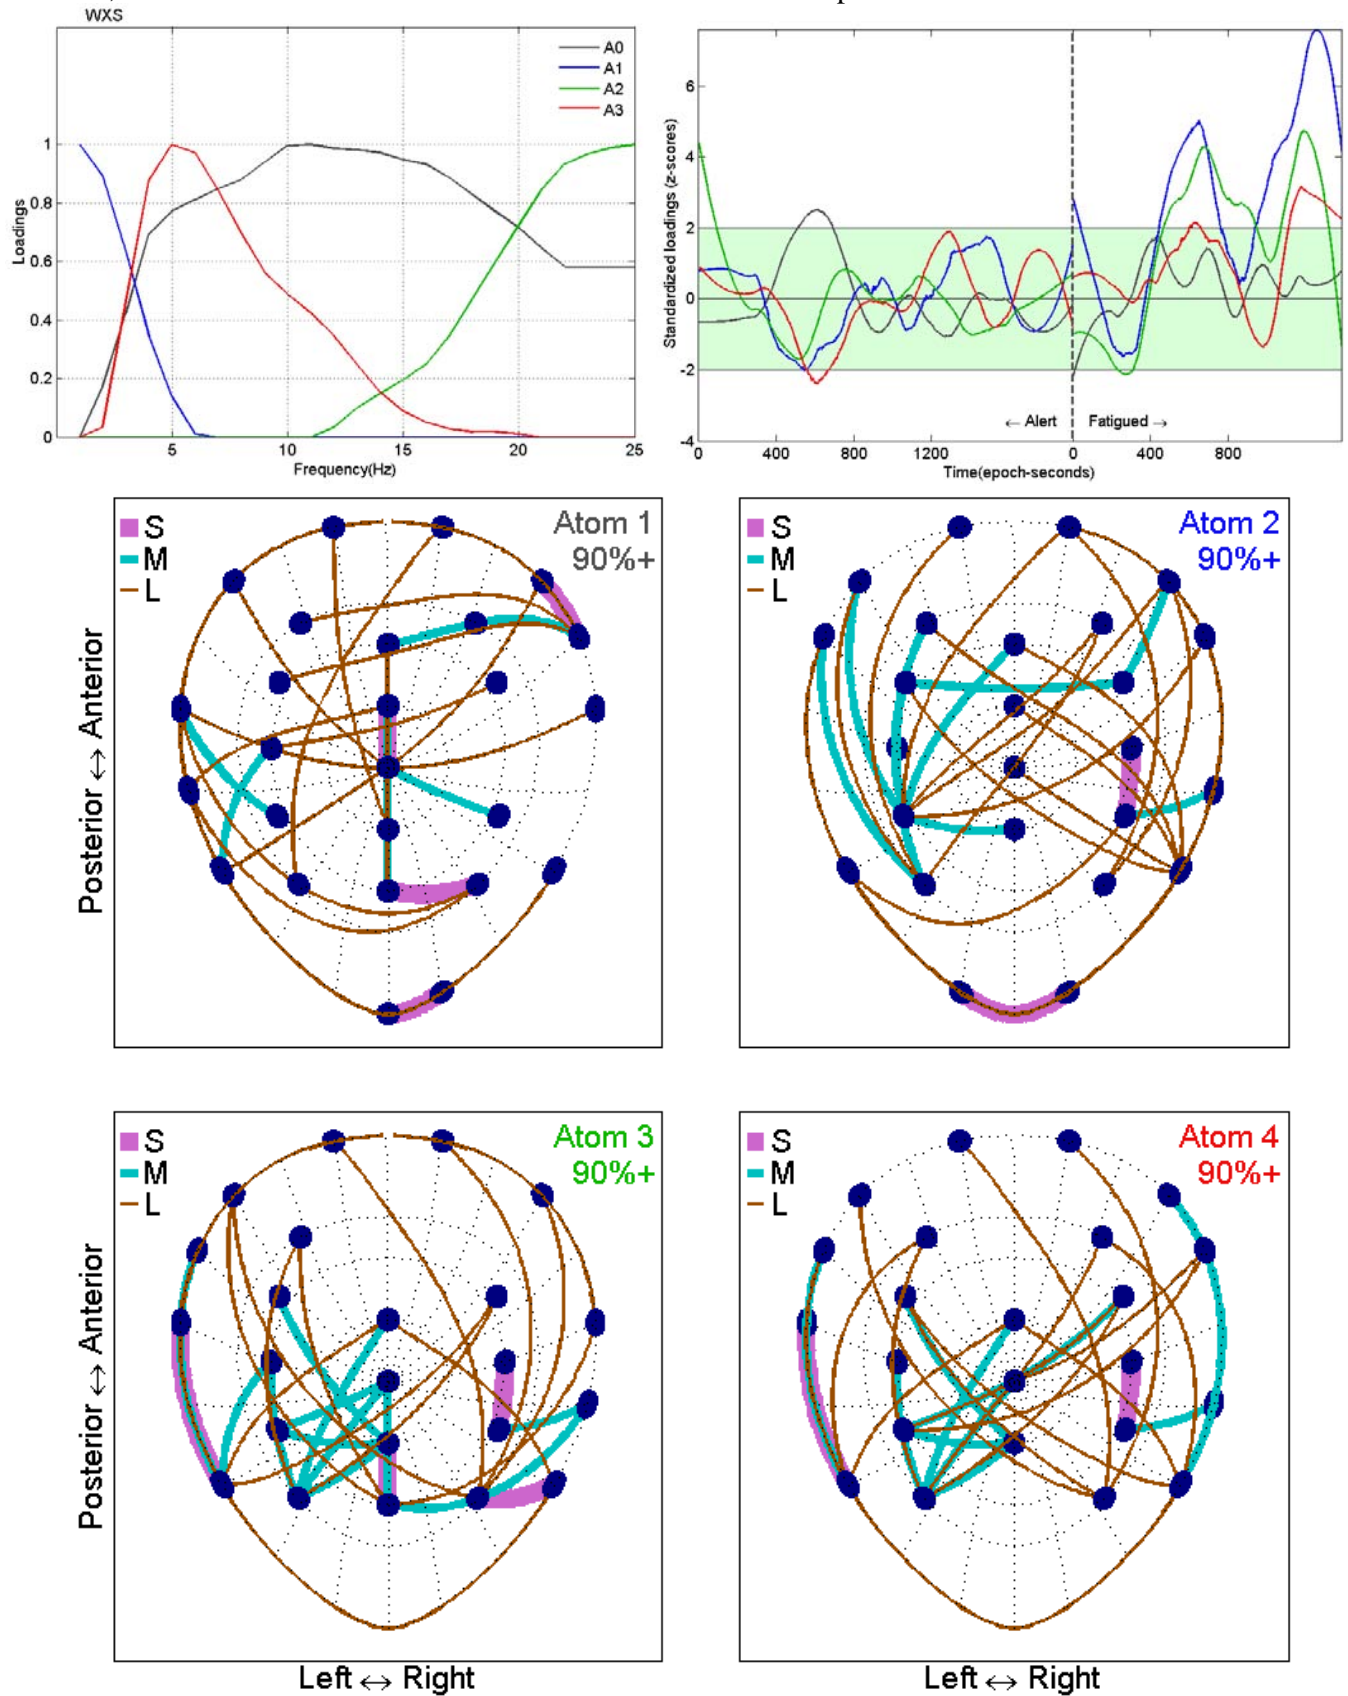 WXS
A0
A1
A2
A3
1
0.8
0.6
0.4
0.2
0
5
10
15
20
25
Loadings
Frequency(Hz)
6
4
2
0
-2
-4
Standardized loadings (z-scores)
← Alert
Fatigued →
0
400
800
1200
0
400
800
Time(epoch-seconds)
S
M
L
Atom 1
90%+
Posterior ↔ Anterior
S
M
L
Atom 2
90%+
S
M
L
Atom 3
90%+
Posterior ↔ Anterior
Left ↔ Right
S
M
L
Atom 4
90%+
Left ↔ Right